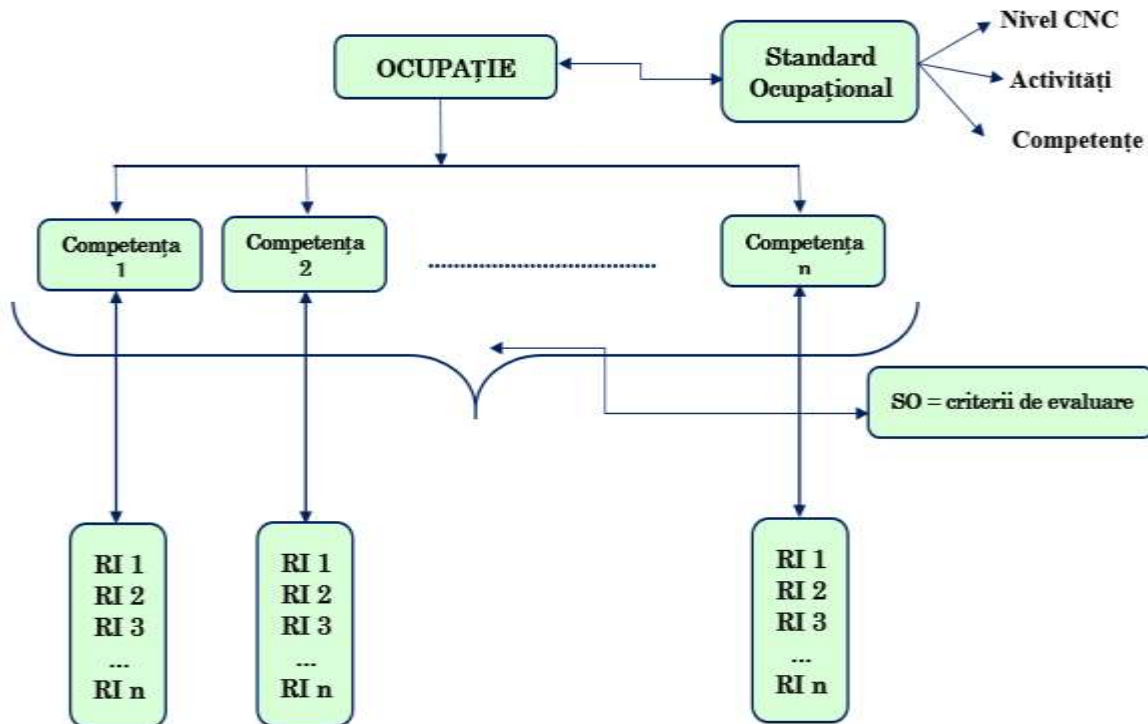 Nivel CNC
OCUPAȚIE
Standard
Ocupațional
Activități
Competențe
Competența
1
Competența
2
Competența
n
SO = criterii de evaluare
RI 1
RI 2
RI 3
...
RI n
RI 1
RI 2
RI 3
...
RI n
RI 1
RI 2
RI 3
...
RI n